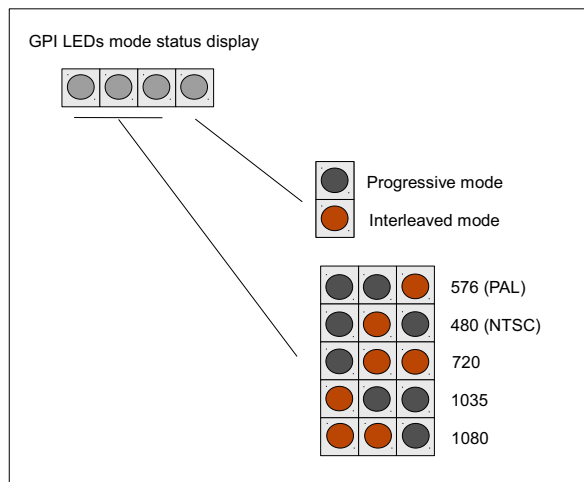 GPI LEDs mode status display
Progressive mode
Interleaved mode
576 (PAL)
480 (NTSC)
720
1035
1080